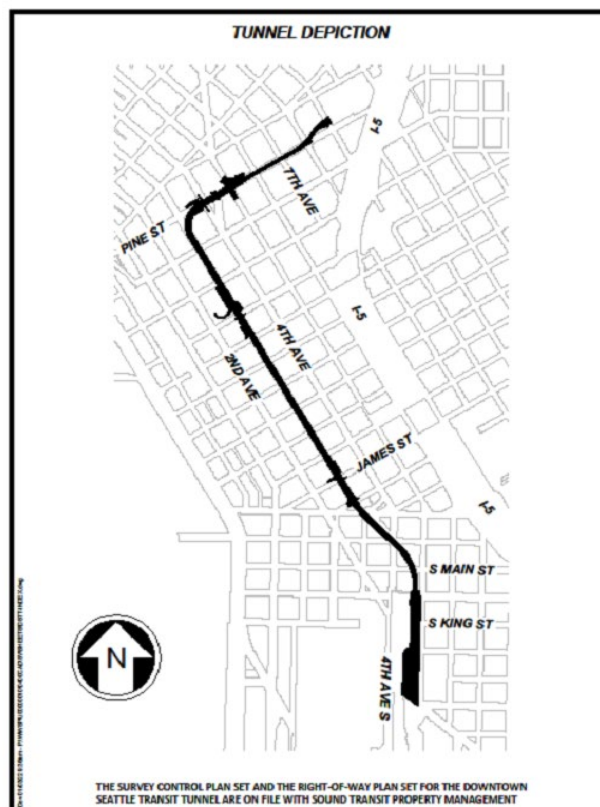 TUNNEL DEPICTION
I-5
7TH AVE
PINE ST
I-5
4TH AVE
2ND AVE
JAMES ST
I-5
S MAIN ST
S KING ST
4TH AVE S
N
THE SURVEY CONTROL PLAN SET AND THE RIGHT-OF-WAY PLAN SET FOR THE DOWNTOWN
SEATTLE TRANSIT TUNNEL ARE ON FILE WITH SOUND TRANSIT PROPERTY MANAGEMENT